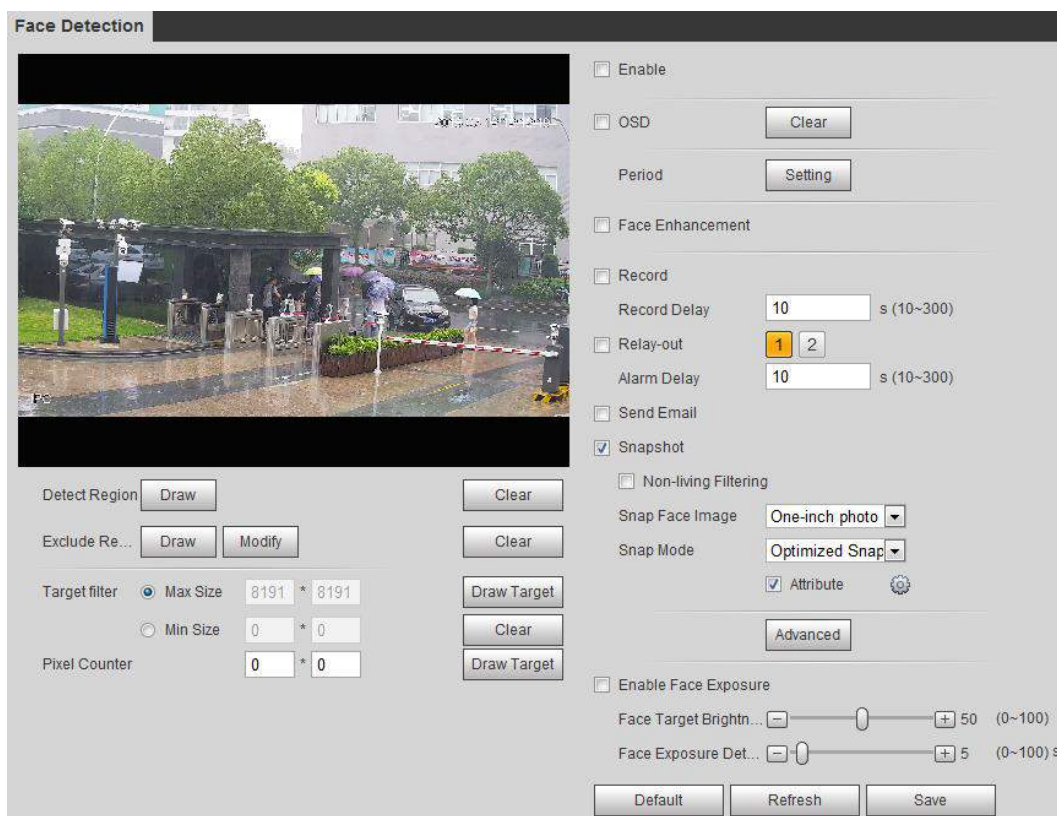 Face Detection
Enable
OSD Clear
Period Setting
Face Enhancement
Record
Record Delay 10 s (10~300)
Relay-out 1 2
Alarm Delay 10 s (10~300)
Send Email
Snapshot
Non-living Filtering
Snap Face Image One-inch photo
Snap Mode Optimized Snap
Attribute
Advanced
Enable Face Exposure
Face Target Brightn... 50 (0~100)
Face Exposure Det... 5 (0~100) s
Default Refresh Save
Detect Region Draw Clear
Exclude Re... Draw Modify Clear
Target filter Max Size 8191 * 8191 Draw Target
Min Size 0 * 0 Clear
Pixel Counter 0 * 0 Draw Target